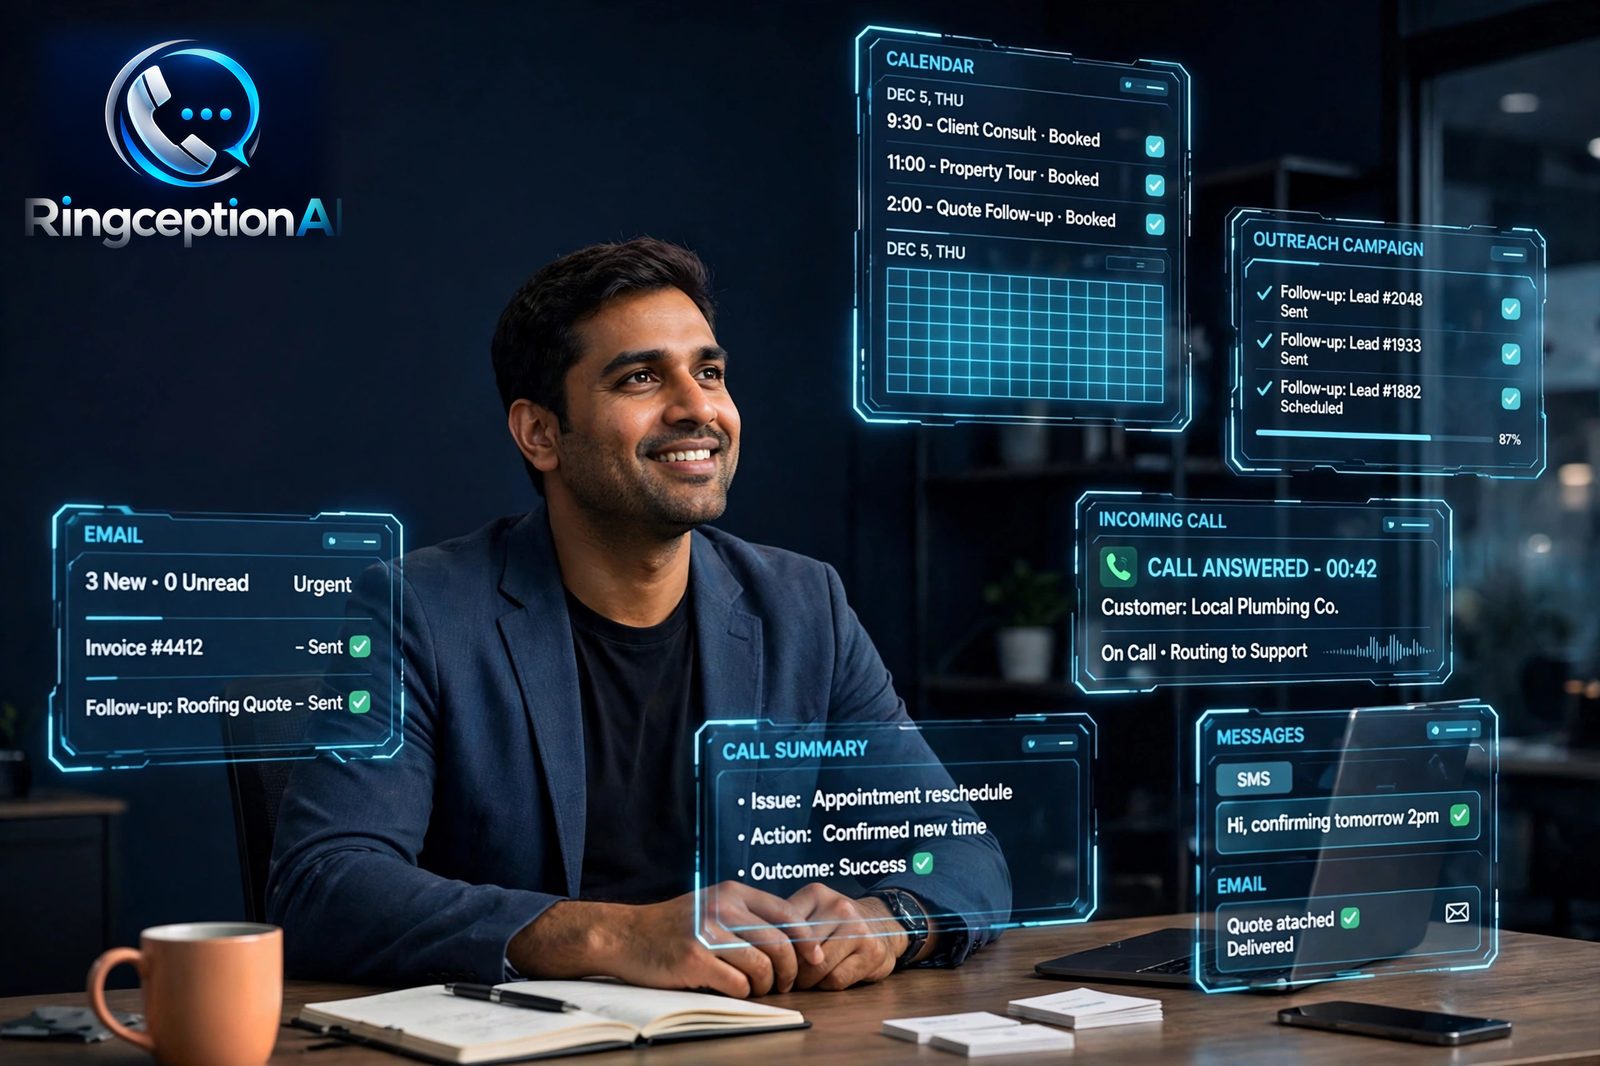 RingceptionAI
CALENDAR
DEC 5, THU
9:30 - Client Consult · Booked
11:00 - Property Tour · Booked
2:00 - Quote Follow-up · Booked
DEC 5, THU
OUTREACH CAMPAIGN
Follow-up: Lead #2048
Sent
Follow-up: Lead #1933
Sent
Follow-up: Lead #1882
Scheduled
87%
EMAIL
3 New • 0 Unread Urgent
Invoice #4412 – Sent
Follow-up: Roofing Quote – Sent
INCOMING CALL
CALL ANSWERED - 00:42
Customer: Local Plumbing Co.
On Call • Routing to Support
CALL SUMMARY
• Issue: Appointment reschedule
• Action: Confirmed new time
• Outcome: Success
MESSAGES
SMS
Hi, confirming tomorrow 2pm
EMAIL
Quote atached
Delivered